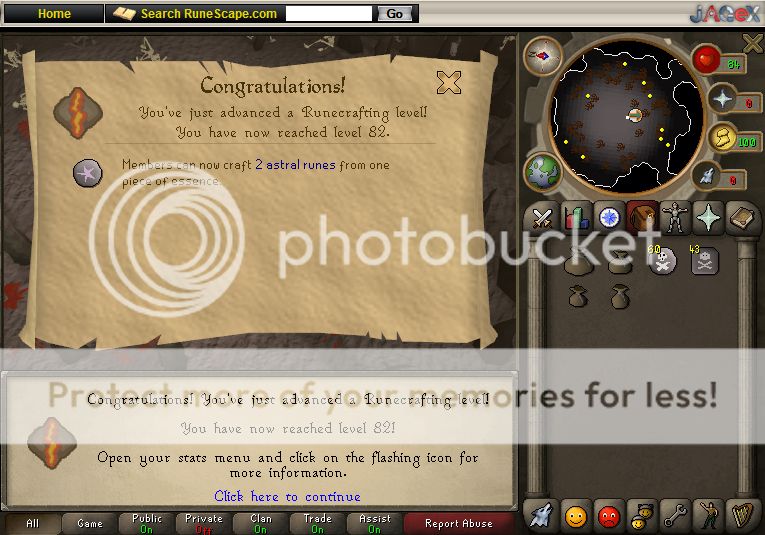 Home
Search RuneScape.com
Go
JAGEX
Congratulations!
You've just advanced a Runecrafting level!
You have now reached level 82.
Members can now craft 2 astral runes from one
piece of essence.
84
0
100
0
60
43
photobucket
Protect more of your memories for less!
Congratulations! You've just advanced a Runecrafting level!
You have now reached level 82!
Open your stats menu and click on the flashing icon for
more information.
Click here to continue
All
Game
Public
On
Private
Off
Clan
On
Trade
On
Assist
On
Report Abuse